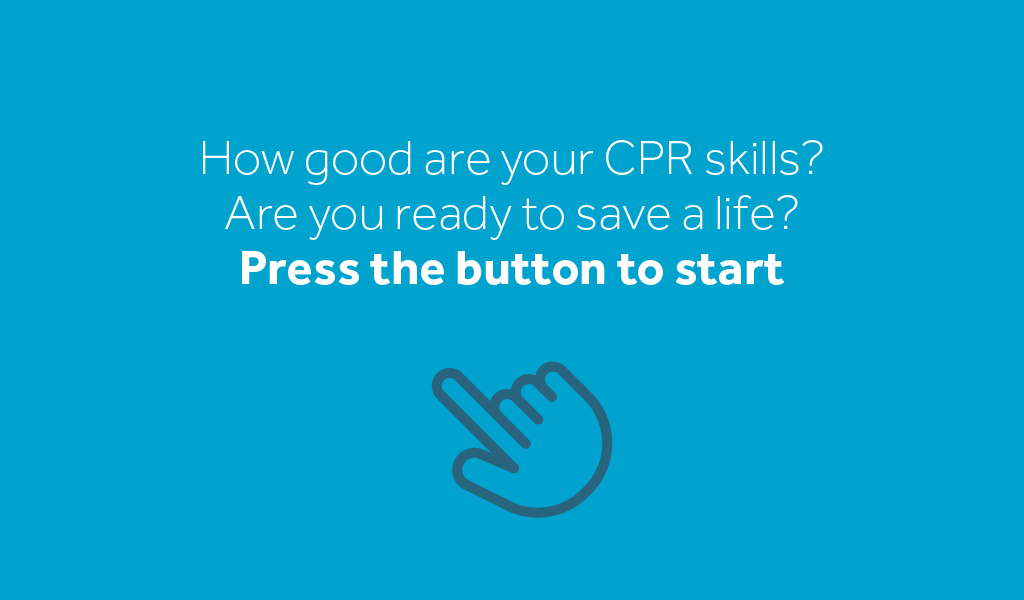 How good are your CPR skills?
Are you ready to save a life?
Press the button to start